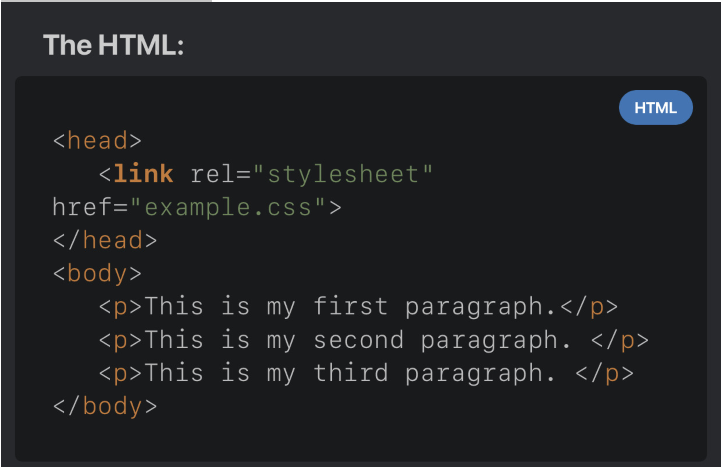 The HTML:
HTML
<head>
<link rel="stylesheet"
href="example.css">
</head>
<body>
<p>This is my first paragraph.</p>
<p>This is my second paragraph. </p>
<p>This is my third paragraph. </p>
</body>